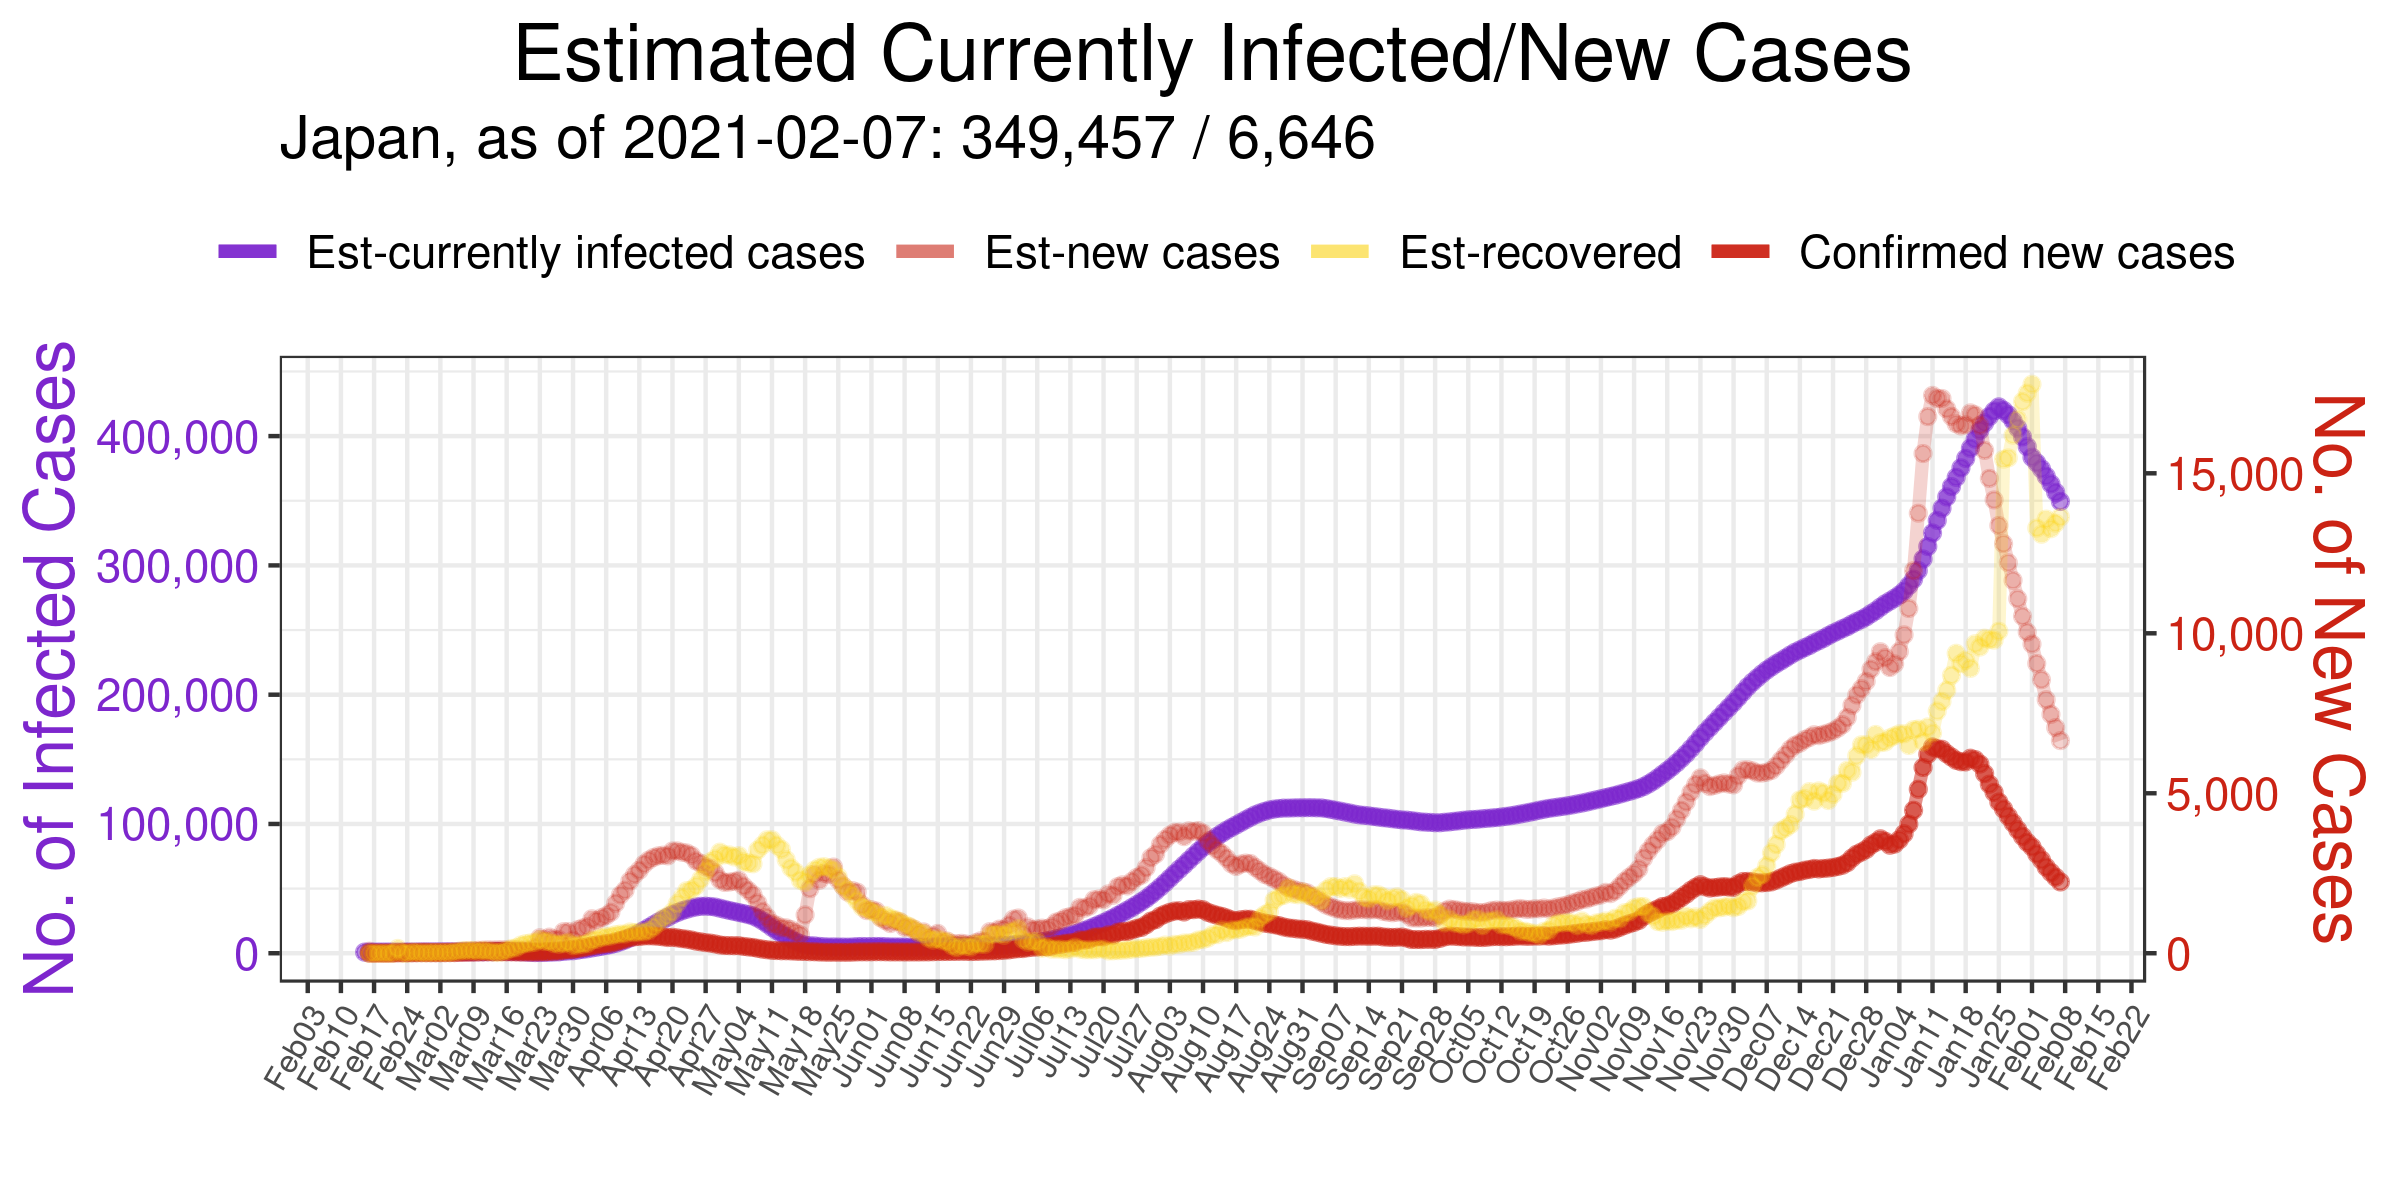 Estimated Currently Infected/New Cases
Japan, as of 2021-02-07: 349,457 / 6,646
Est-currently infected cases Est-new cases Est-recovered Confirmed new cases
No. of Infected Cases
400,000
300,000
200,000
100,000
0
15,000
10,000
5,000
0
No. of New Cases
Feb03 Feb10 Feb17 Feb24 Mar02 Mar09 Mar16 Mar23 Mar30 Apr06 Apr13 Apr20 Apr27 May04 May11 May18 May25 Jun01 Jun08 Jun15 Jun22 Jun29 Jul06 Jul13 Jul20 Jul27 Aug03 Aug10 Aug17 Aug24 Aug31 Sep07 Sep14 Sep21 Sep28 Oct05 Oct12 Oct19 Oct26 Nov02 Nov09 Nov16 Nov23 Nov30 Dec07 Dec14 Dec21 Dec28 Jan04 Jan11 Jan18 Jan25 Feb01 Feb08 Feb15 Feb22